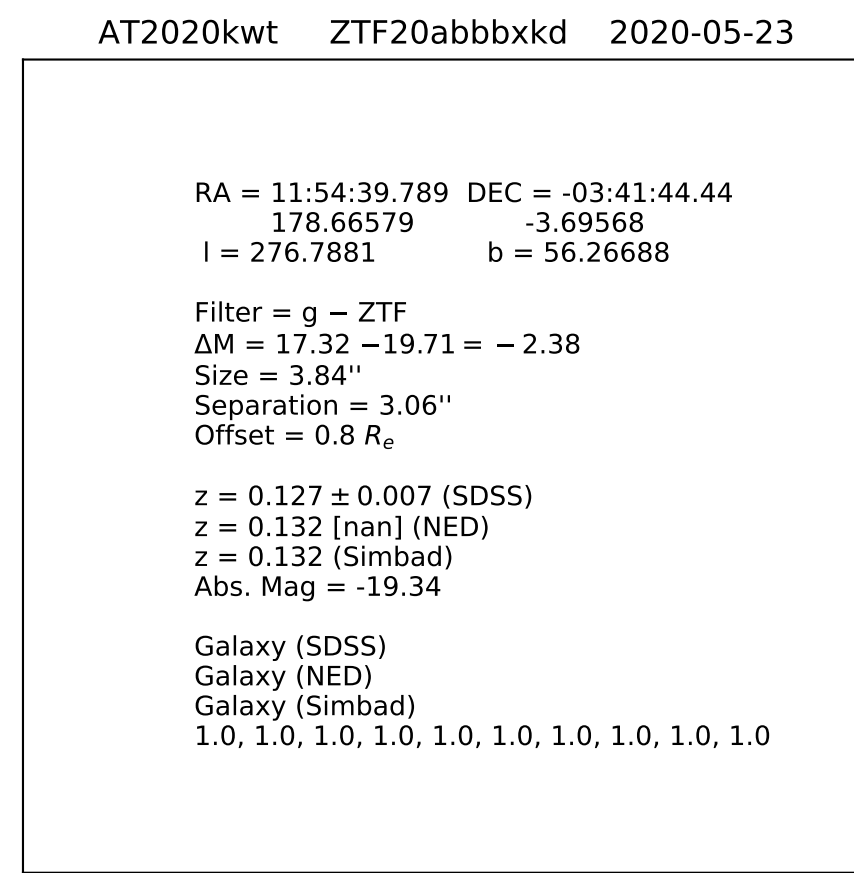 AT2020kwt ZTF20abbbxkd 2020-05-23
RA = 11:54:39.789 DEC = -03:41:44.44
178.66579 -3.69568
l = 276.7881 b = 56.26688
Filter = g − ZTF
ΔM = 17.32 −19.71 = − 2.38
Size = 3.84''
Separation = 3.06''
Offset = 0.8 Rₑ
z = 0.127 ± 0.007 (SDSS)
z = 0.132 [nan] (NED)
z = 0.132 (Simbad)
Abs. Mag = -19.34
Galaxy (SDSS)
Galaxy (NED)
Galaxy (Simbad)
1.0, 1.0, 1.0, 1.0, 1.0, 1.0, 1.0, 1.0, 1.0, 1.0